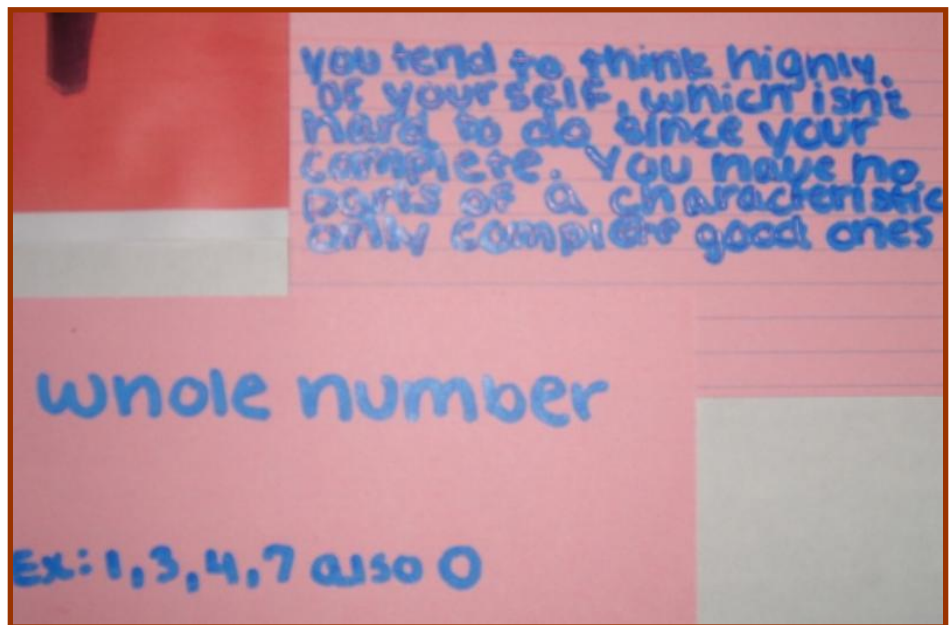 you tend to think highly.
of yourself, which isn't
hard to do since your
complete. You have no
parts of a characteristic
only complete good ones
whole number
Ex: 1, 3, 4, 7 also 0